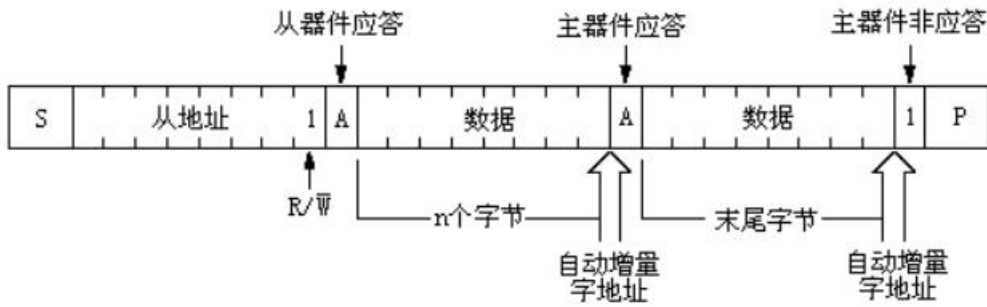 从器件应答 主器件应答 主器件非应答
S 从地址 1 A 数据 A 数据 1 P
R/W̅
n个字节 末尾字节
自动增量 自动增量
字地址 字地址